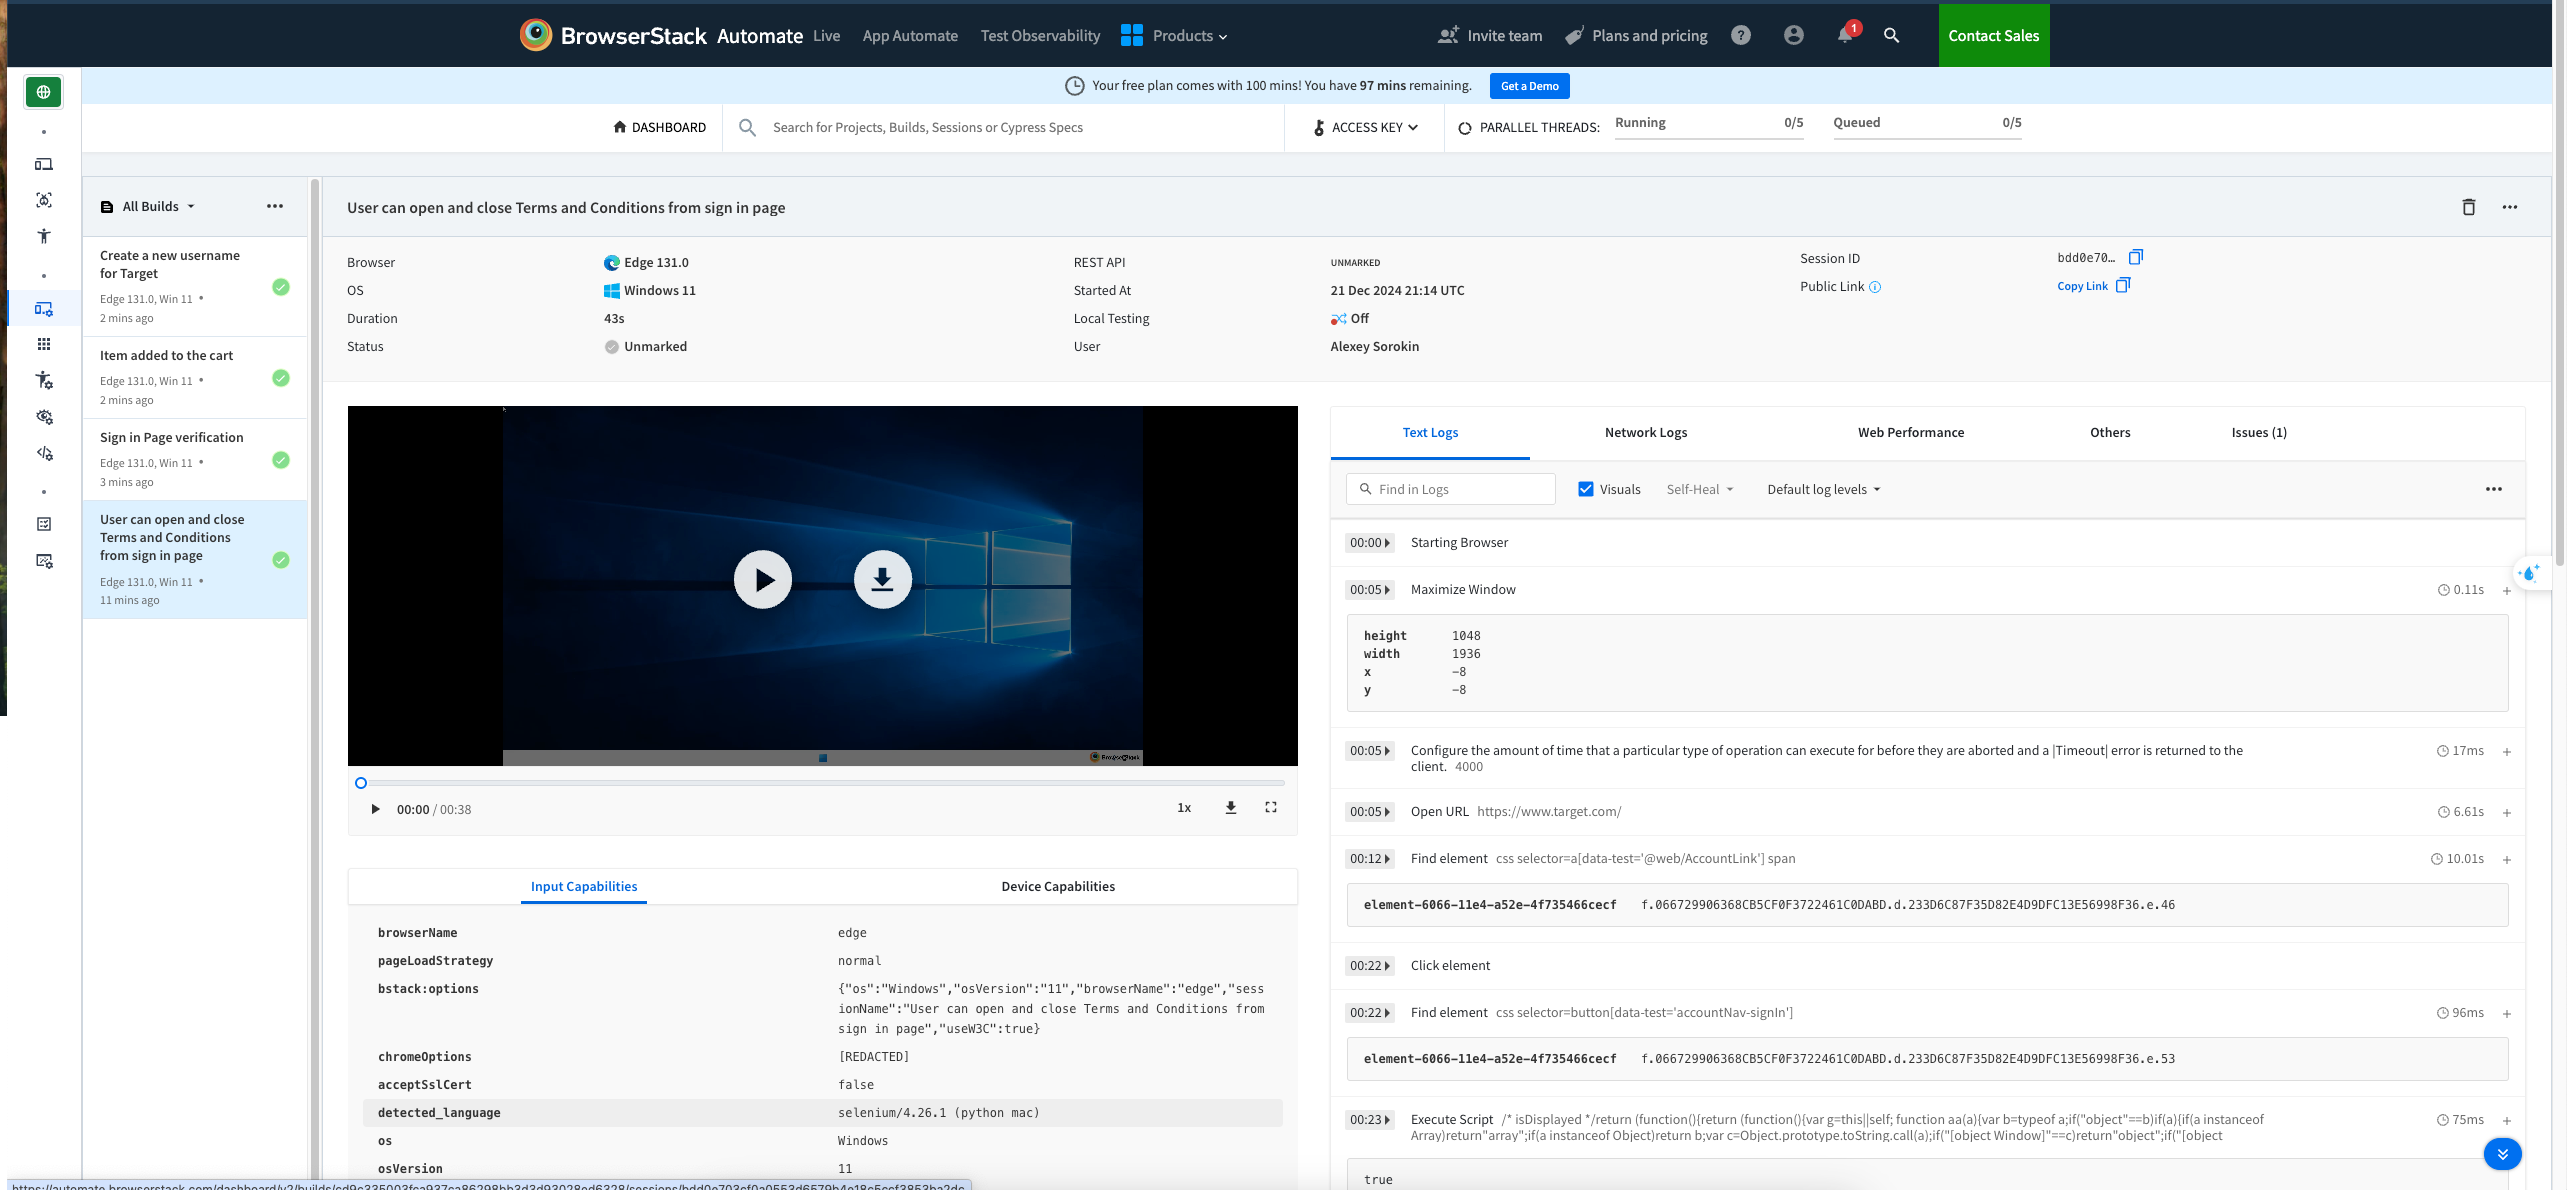 BrowserStack Automate Live App Automate Test Observability Products Invite team Plans and pricing ? 1 Contact Sales
Your free plan comes with 100 mins! You have 97 mins remaining. Get a Demo
DASHBOARD Search for Projects, Builds, Sessions or Cypress Specs ACCESS KEY PARALLEL THREADS: Running 0/5 Queued 0/5
All Builds
Create a new username
for Target
Edge 131.0, Win 11 •
2 mins ago
Item added to the cart
Edge 131.0, Win 11 •
2 mins ago
Sign in Page verification
Edge 131.0, Win 11 •
3 mins ago
User can open and close
Terms and Conditions
from sign in page
Edge 131.0, Win 11 •
11 mins ago
User can open and close Terms and Conditions from sign in page
Browser Edge 131.0
OS Windows 11
Duration 43s
Status Unmarked
REST API UNMARKED
Started At 21 Dec 2024 21:14 UTC
Local Testing Off
User Alexey Sorokin
Session ID bdd0e70...
Public Link Copy Link
BrowserStack
00:00 / 00:38 1x
Input Capabilities Device Capabilities
browserName edge
pageLoadStrategy normal
bstack:options {"os":"Windows","osVersion":"11","browserName":"edge","sess
ionName":"User can open and close Terms and Conditions from
sign in page","useW3C":true}
chromeOptions [REDACTED]
acceptSslCert false
detected_language selenium/4.26.1 (python mac)
os Windows
osVersion 11
Text Logs Network Logs Web Performance Others Issues (1)
Find in Logs Visuals Self-Heal Default log levels
00:00 Starting Browser
00:05 Maximize Window 0.11s +
height 1048
width 1936
x -8
y -8
00:05 Configure the amount of time that a particular type of operation can execute for before they are aborted and a |Timeout| error is returned to the 17ms +
client. 4000
00:05 Open URL https://www.target.com/ 6.61s +
00:12 Find element css selector=a[data-test='@web/AccountLink'] span 10.01s +
element-6066-11e4-a52e-4f735466cecf f.066729906368CB5CF0F3722461C0DABD.d.233D6C87F35D82E4D9DFC13E56998F36.e.46
00:22 Click element
00:22 Find element css selector=button[data-test='accountNav-signIn'] 96ms +
element-6066-11e4-a52e-4f735466cecf f.066729906368CB5CF0F3722461C0DABD.d.233D6C87F35D82E4D9DFC13E56998F36.e.53
00:23 Execute Script /* isDisplayed */return (function(){return (function(){var g=this||self; function aa(a){var b=typeof a;if("object"==b)if(a){if(a instanceof 75ms +
Array)return"array";if(a instanceof Object)return b;var c=Object.prototype.toString.call(a);if("[object Window]"==c)return"object";if("[object
true